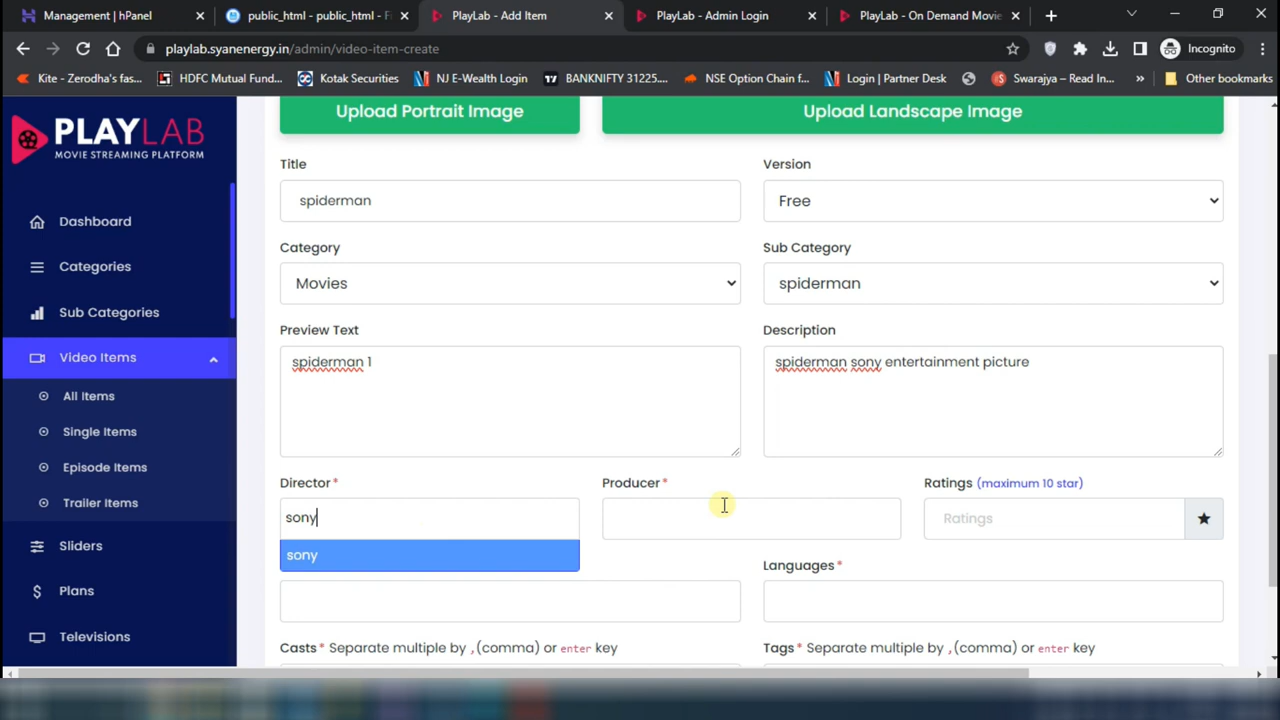 Management | hPanel
public_html - public_html - Fi
PlayLab - Add Item
PlayLab - Admin Login
PlayLab - On Demand Movie
playlab.syanenergy.in/admin/video-item-create
Incognito
Kite - Zerodha's fas...
HDFC Mutual Fund...
Kotak Securities
NJ E-Wealth Login
BANKNIFTY 31225....
NSE Option Chain f...
Login | Partner Desk
Swarajya – Read In...
»
Other bookmarks
PLAYLAB
MOVIE STREAMING PLATFORM
Dashboard
Categories
Sub Categories
Video Items
All Items
Single Items
Episode Items
Trailer Items
Sliders
Plans
Televisions
Upload Portrait Image
Upload Landscape Image
Title
Version
spiderman
Free
Category
Sub Category
Movies
spiderman
Preview Text
Description
spiderman 1
spiderman sony entertainment picture
Director*
Producer*
Ratings (maximum 10 star)
sony
Ratings
sony
Languages*
Casts* Separate multiple by ,(comma) or enter key
Tags* Separate multiple by ,(comma) or enter key